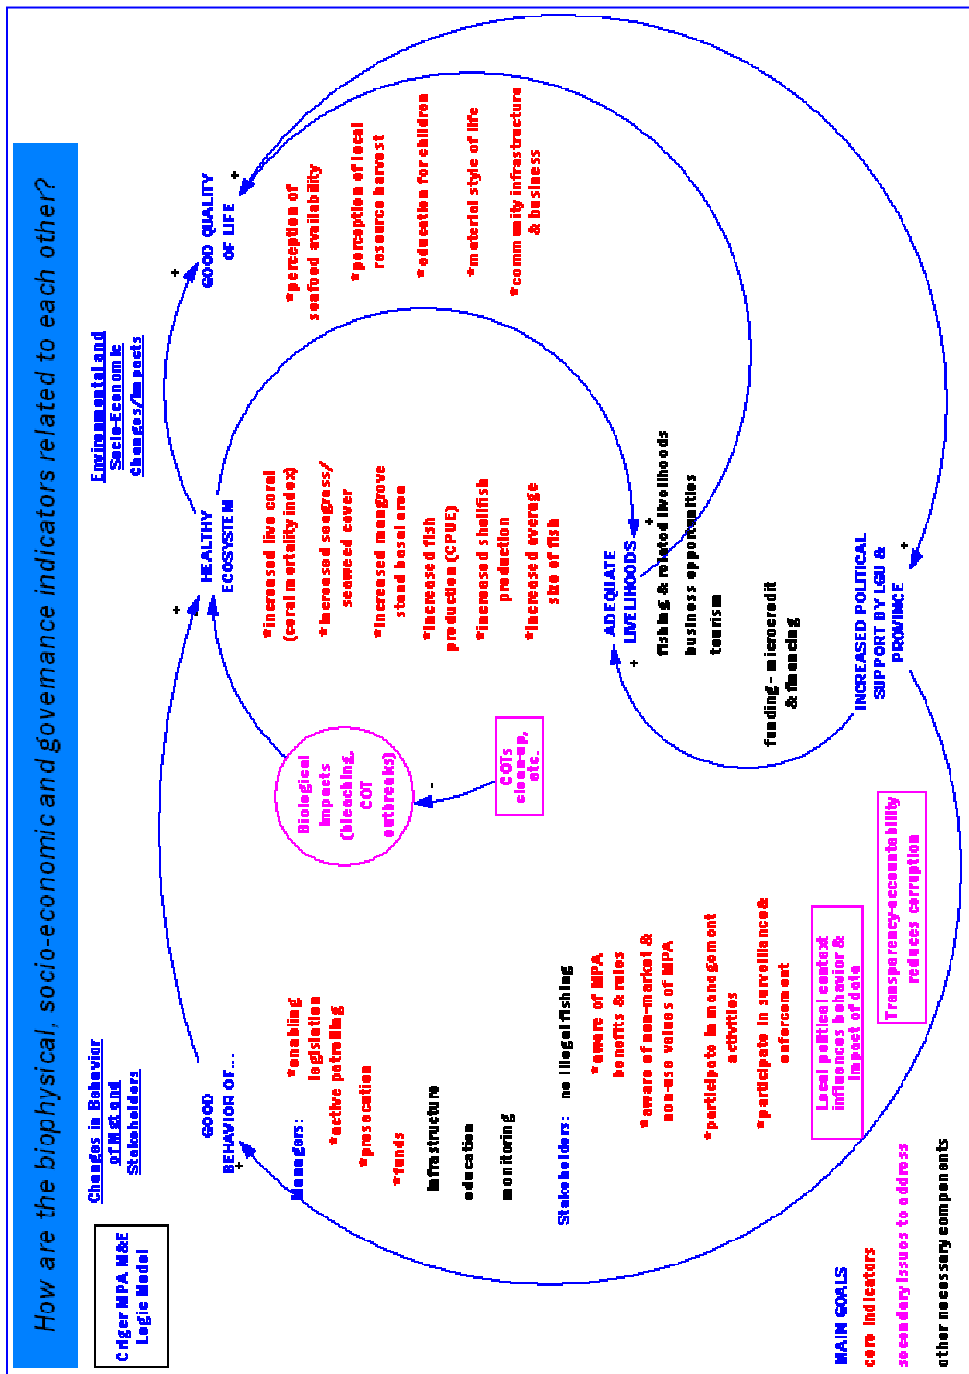 How are the biophysical, socio-economic and governance indicators related to each other?
Criger MPA M&E
Logic Model
Changes in Behavior
of Mgt and
Stakeholders
Environmental and
Socio-Economic
changes/Impacts
GOOD
BEHAVIOR OF...
+
Managers:
*enabling
legislation
*active patrolling
*prosecution
*funds
infrastructure
education
monitoring
Stakeholders:
no illegal fishing
*aware of MPA
benefits & rules
*aware of non-market &
non-use values of MPA
*participate in management
activities
*participate in surveillance &
enforcement
Local political context
influences behavior &
impact of data
Transparency-accountability
reduces corruption
Biological
Impacts
(bleaching,
COT
outbreaks)
-
COTs
clean-up,
etc.
+
HEALTHY
ECOSYSTEM
*increased live coral
(coral mortality index)
*increased seagrass/
seaweed cover
*increased mangrove
stand basal area
*increased fish
production (CPUE)
*increased shellfish
production
*increased average
size of fish
+
ADEQUATE
LIVELIHOODS
+
fishing & related livelihoods
business opportunities
tourism
funding - microcredit
& financing
INCREASED POLITICAL
SUPPORT BY LGU &
PROVINCE
+
+
GOOD QUALITY
OF LIFE
+
*perception of
seafood availability
*perception of local
resource harvest
*education for children
*material style of life
*community infrastructure
& business
MAIN GOALS
core indicators
secondary issues to address
other necessary components